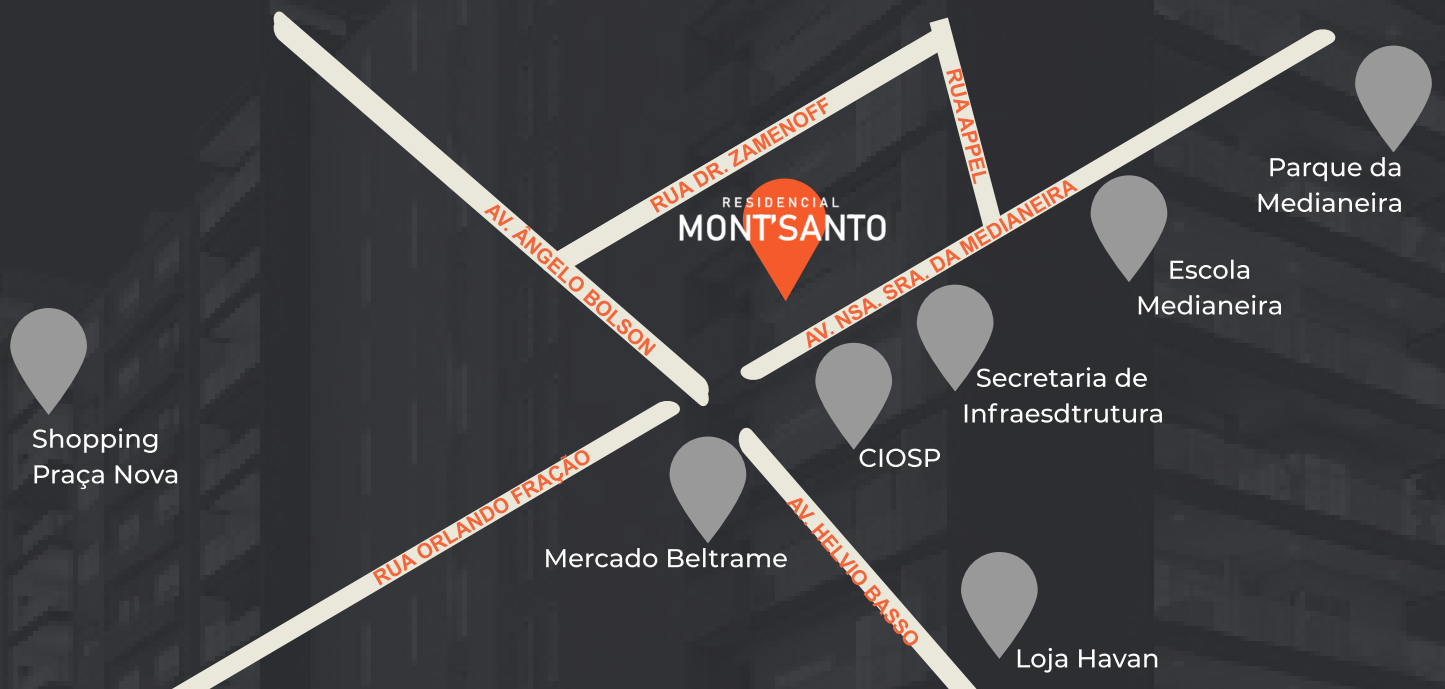 RUA DR. ZAMENOFF
RUA APPEL
Parque da
Medianeira
RESIDENCIAL
MONT'SANTO
AV. ÂNGELO BOLSON
AV. NSA. SRA. DA MEDIANEIRA
Escola
Medianeira
Secretaria de
Infraesdtrutura
CIOSP
Shopping
Praça Nova
RUA ORLANDO FRAÇÃO
Mercado Beltrame
AV. HELVIO BASSO
Loja Havan